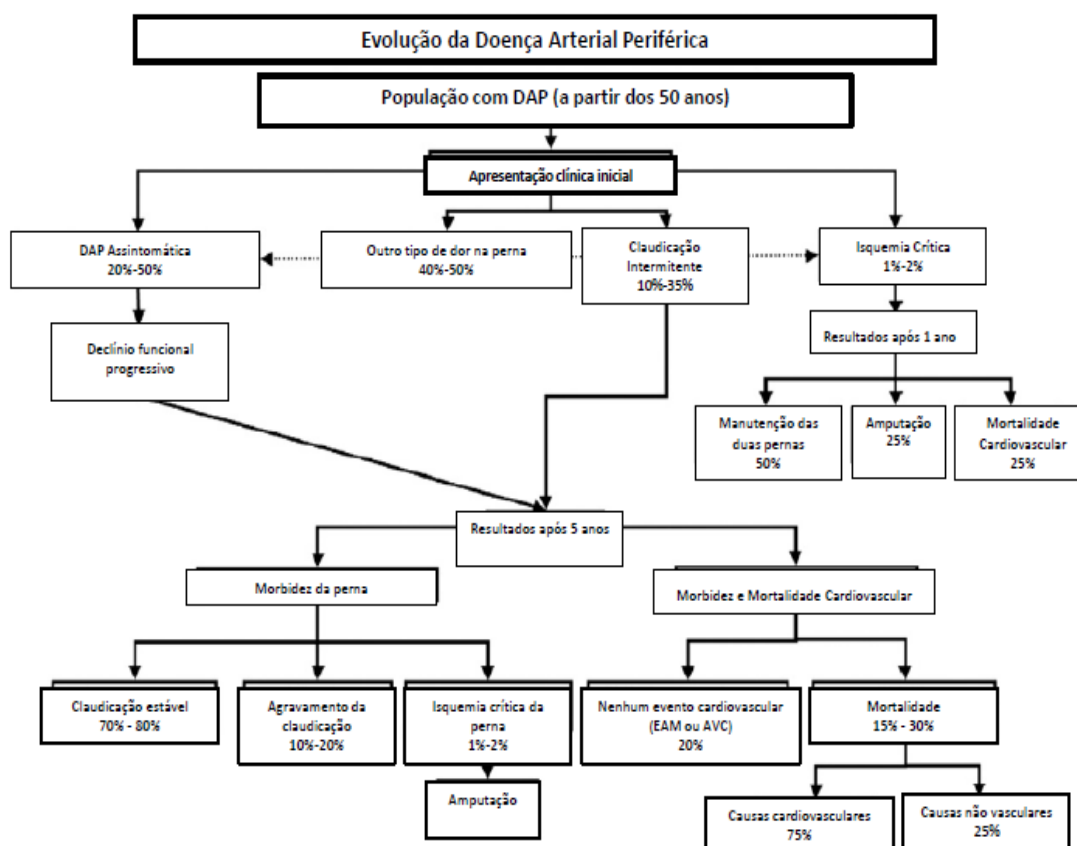 Evolução da Doença Arterial Periférica
População com DAP (a partir dos 50 anos)
Apresentação clínica inicial
DAP Assintomática
20%-50%
Outro tipo de dor na perna
40%-50%
Claudicação
Intermitente
10%-35%
Isquemia Crítica
1%-2%
Declínio funcional
progressivo
Resultados após 1 ano
Manutenção das
duas pernas
50%
Amputação
25%
Mortalidade
Cardiovascular
25%
Resultados após 5 anos
Morbidez da perna
Morbidez e Mortalidade Cardiovascular
Claudicação estável
70% - 80%
Agravamento da
claudicação
10%-20%
Isquemia crítica da
perna
1%-2%
Nenhum evento cardiovascular
(EAM ou AVC)
20%
Mortalidade
15% - 30%
Amputação
Causas cardiovasculares
75%
Causas não vasculares
25%